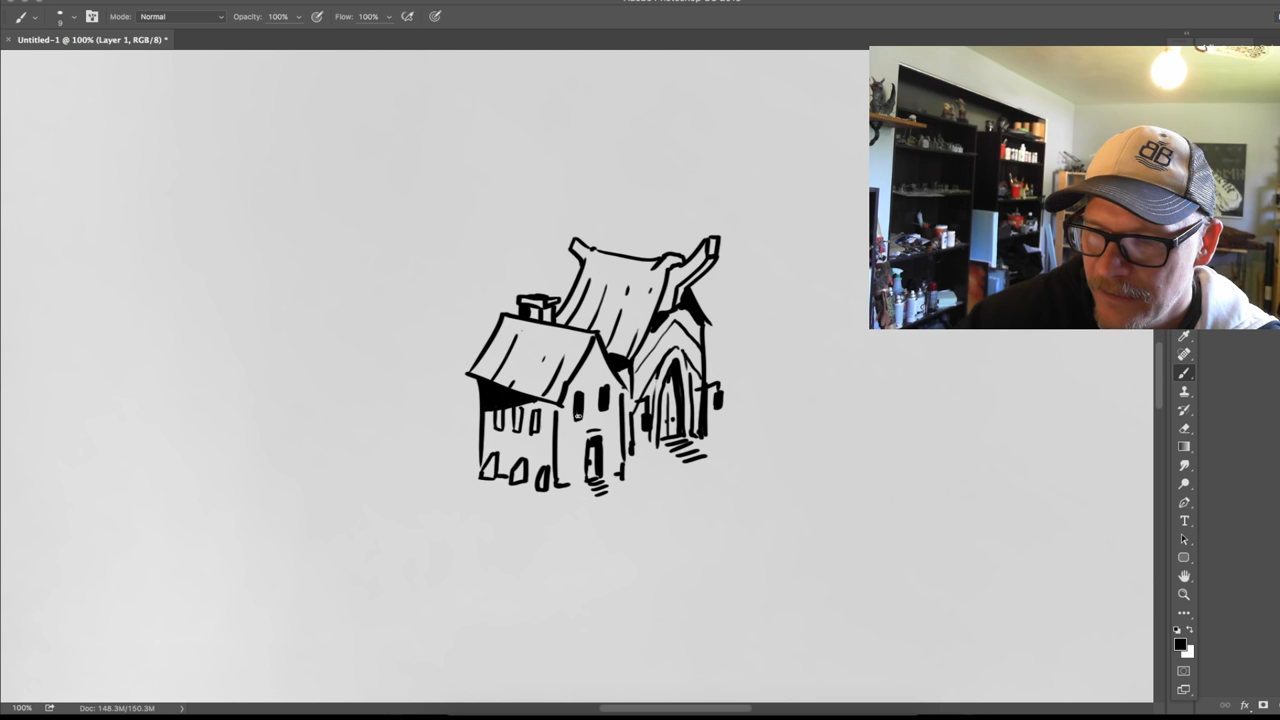 9
Mode: Normal
Opacity: 100%
Flow: 100%
Untitled-1 @ 100% (Layer 1, RGB/8) *
BB
100%
Doc: 148.3M/150.3M